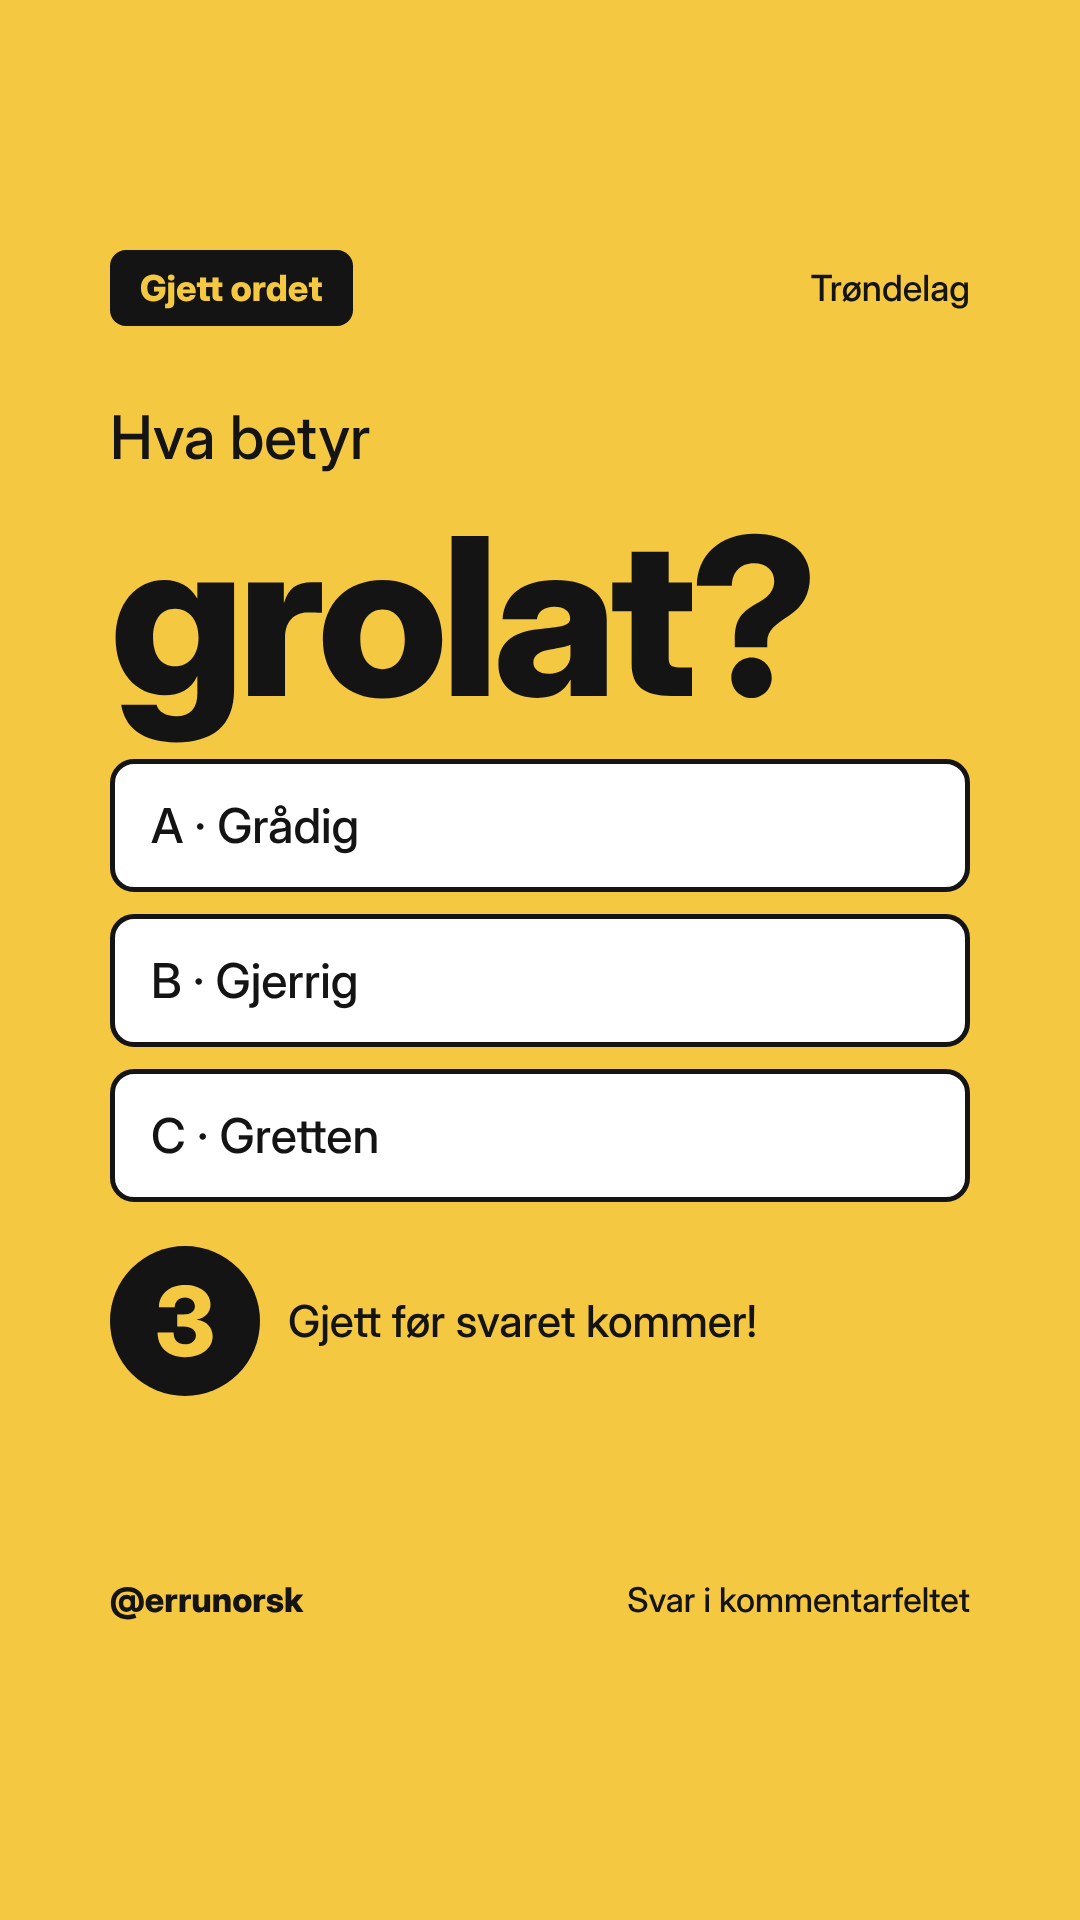 Gjett ordet
Trøndelag
Hva betyr
grolat?
A · Grådig
B · Gjerrig
C · Gretten
3
Gjett før svaret kommer!
@errunorsk
Svar i kommentarfeltet